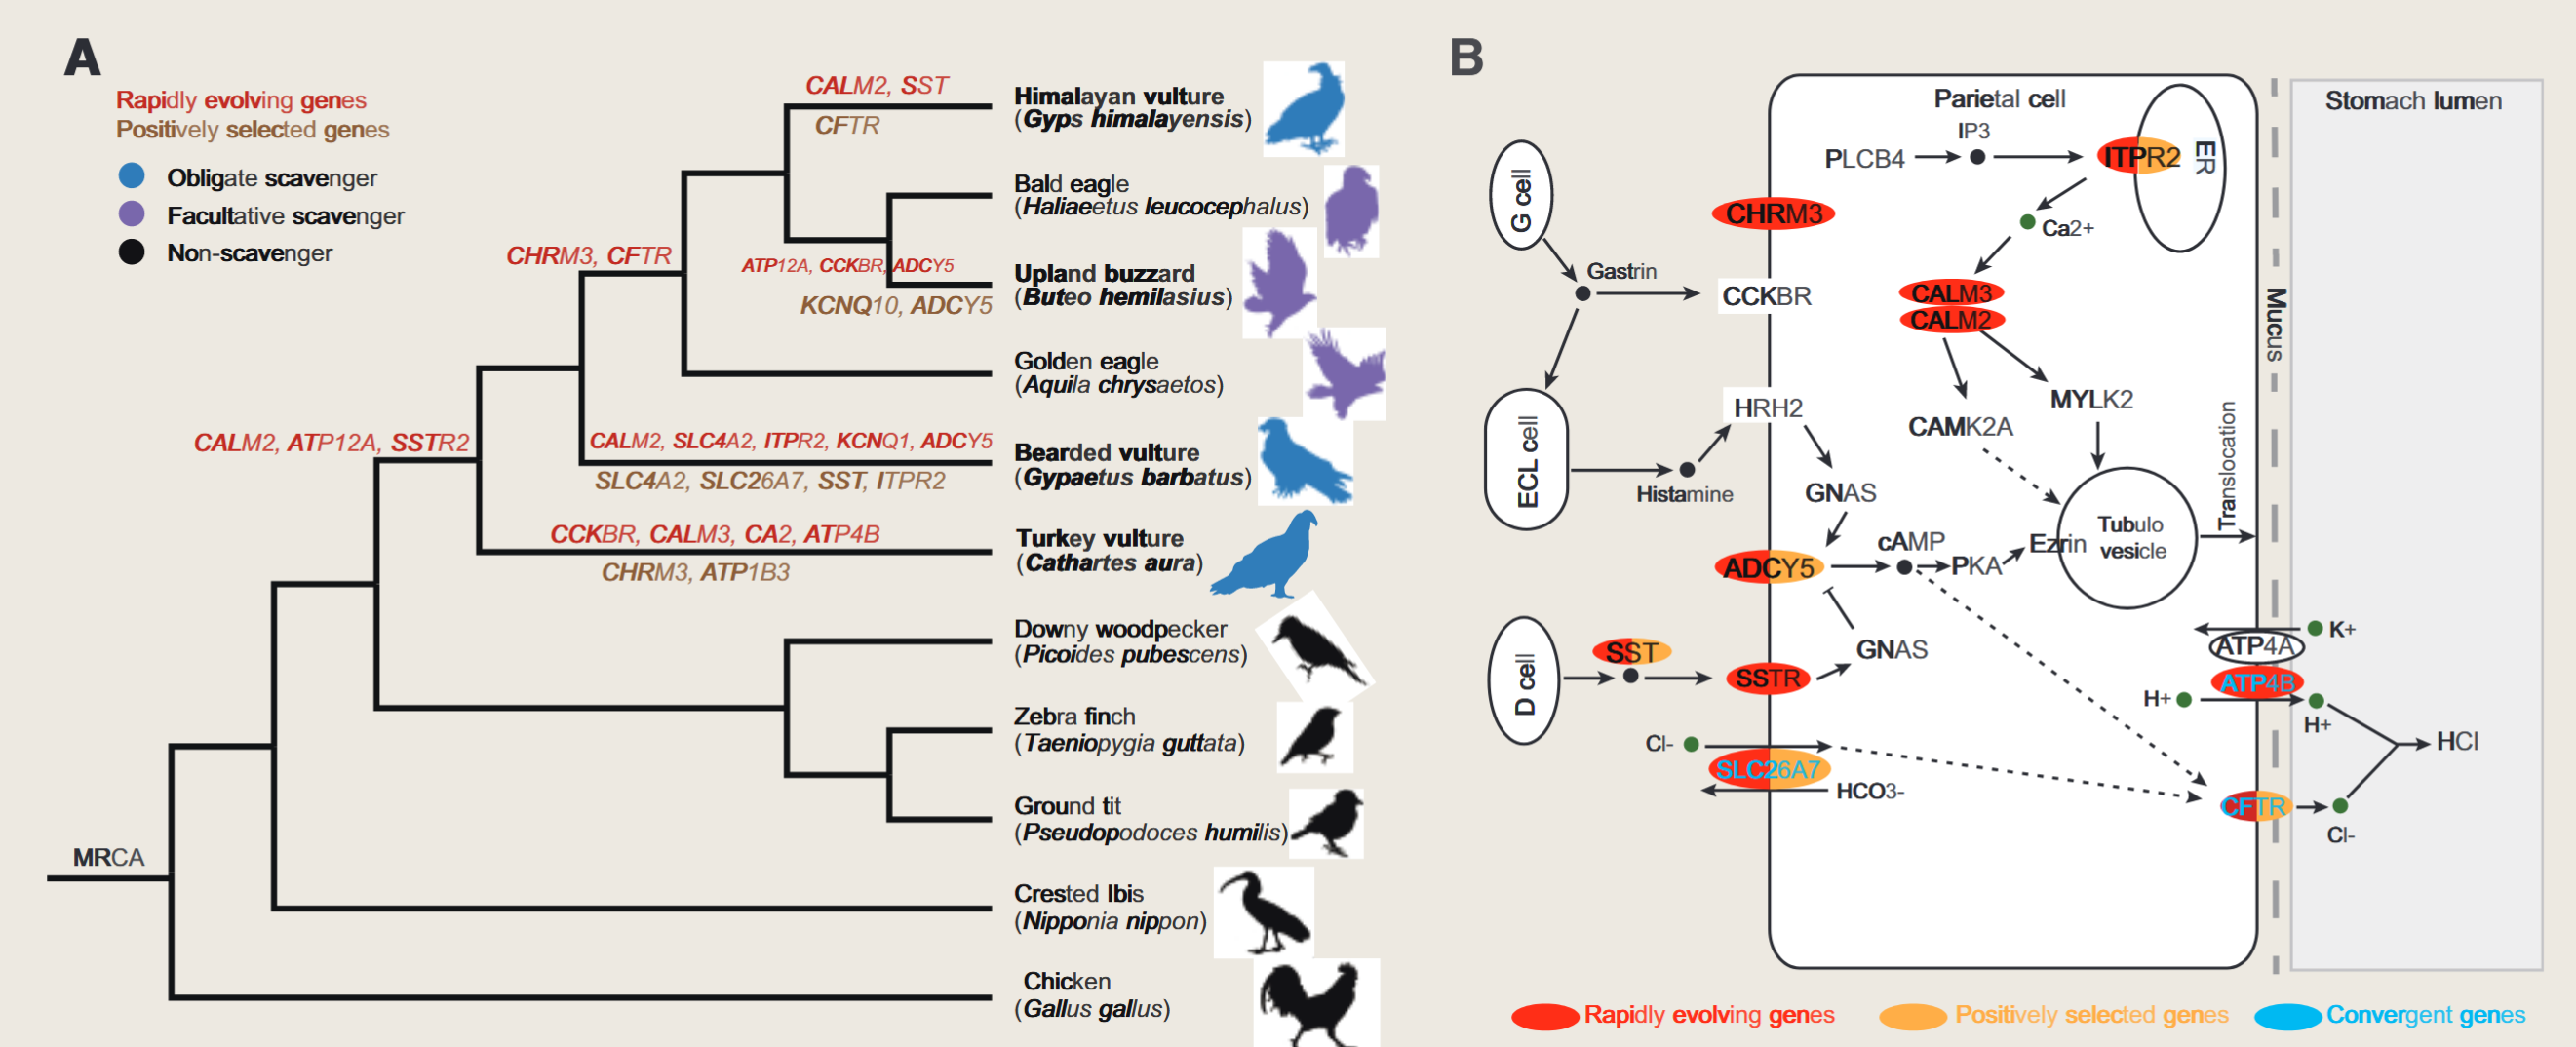 A
Rapidly evolving genes
Positively selected genes
Obligate scavenger
Facultative scavenger
Non-scavenger
CALM2, SST
CFTR
CHRM3, CFTR
ATP12A, CCKBR, ADCY5
KCNQ10, ADCY5
CALM2, ATP12A, SSTR2
CALM2, SLC4A2, ITPR2, KCNQ1, ADCY5
SLC4A2, SLC26A7, SST, ITPR2
CCKBR, CALM3, CA2, ATP4B
CHRM3, ATP1B3
MRCA
Himalayan vulture
(Gyps himalayensis)
Bald eagle
(Haliaeetus leucocephalus)
Upland buzzard
(Buteo hemilasius)
Golden eagle
(Aquila chrysaetos)
Bearded vulture
(Gypaetus barbatus)
Turkey vulture
(Cathartes aura)
Downy woodpecker
(Picoides pubescens)
Zebra finch
(Taeniopygia guttata)
Ground tit
(Pseudopodoces humilis)
Crested Ibis
(Nipponia nippon)
Chicken
(Gallus gallus)
B
Parietal cell
Stomach lumen
IP3
PLCB4
ITPR2
ER
G cell
CHRM3
Ca2+
Gastrin
CCKBR
CALM3
CALM2
Mucus
HRH2
MYLK2
CAMK2A
ECL cell
Histamine
GNAS
Translocation
Tubulo
vesicle
cAMP
Ezrin
ADCY5
PKA
D cell
SST
SSTR
GNAS
K+
ATP4A
ATP4B
H+
H+
HCl
Cl-
SLC26A7
HCO3-
CFTR
Cl-
Rapidly evolving genes
Positively selected genes
Convergent genes